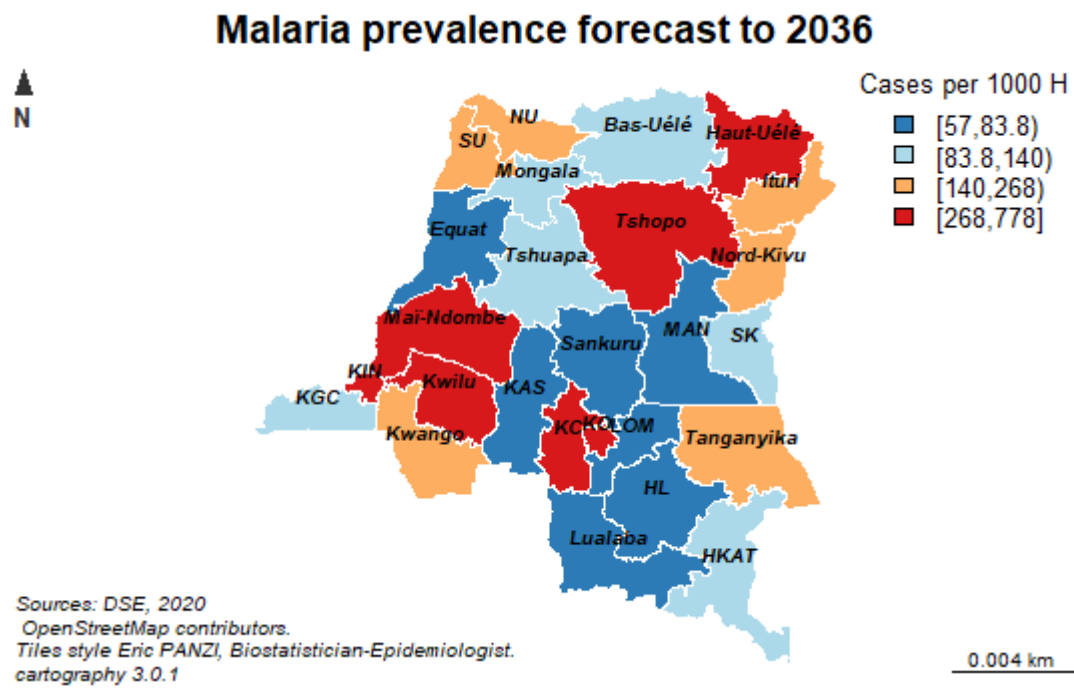 Malaria prevalence forecast to 2036
N
Cases per 1000 H
[57,83.8)
[83.8,140)
[140,268)
[268,778]
NU
SU
Bas-Uélé
Haut-Uélé
Mongala
Ituri
Equat
Tshopo
Tshuapa
Nord-Kivu
Maï-Ndombe
Sankuru
MAN
SK
KIN
Kwilu
KAS
KGC
Kwango
KC
KO
LOM
Tanganyika
HL
Lualaba
HKAT
Sources: DSE, 2020
OpenStreetMap contributors.
Tiles style Eric PANZI, Biostatistician-Epidemiologist.
cartography 3.0.1
0.004 km